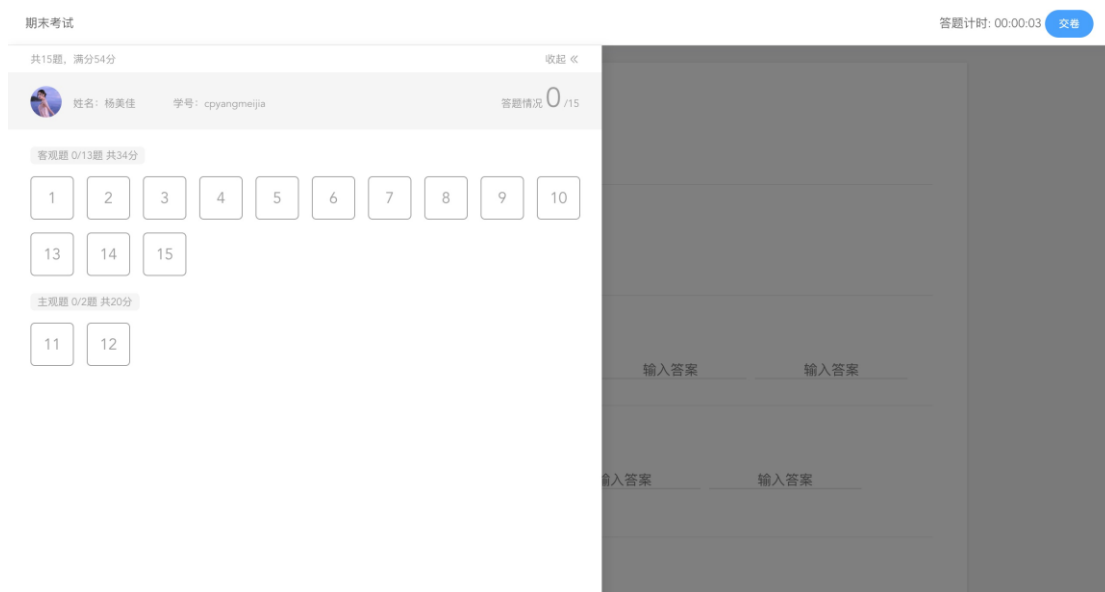 期末考试
答题计时: 00:00:03 交卷
共15题，满分54分 收起 «
姓名：杨美佳 学号：cpyangmeijia 答题情况 0 /15
客观题 0/13题 共34分
1 2 3 4 5 6 7 8 9 10
13 14 15
主观题 0/2题 共20分
11 12
输入答案 输入答案
输入答案 输入答案